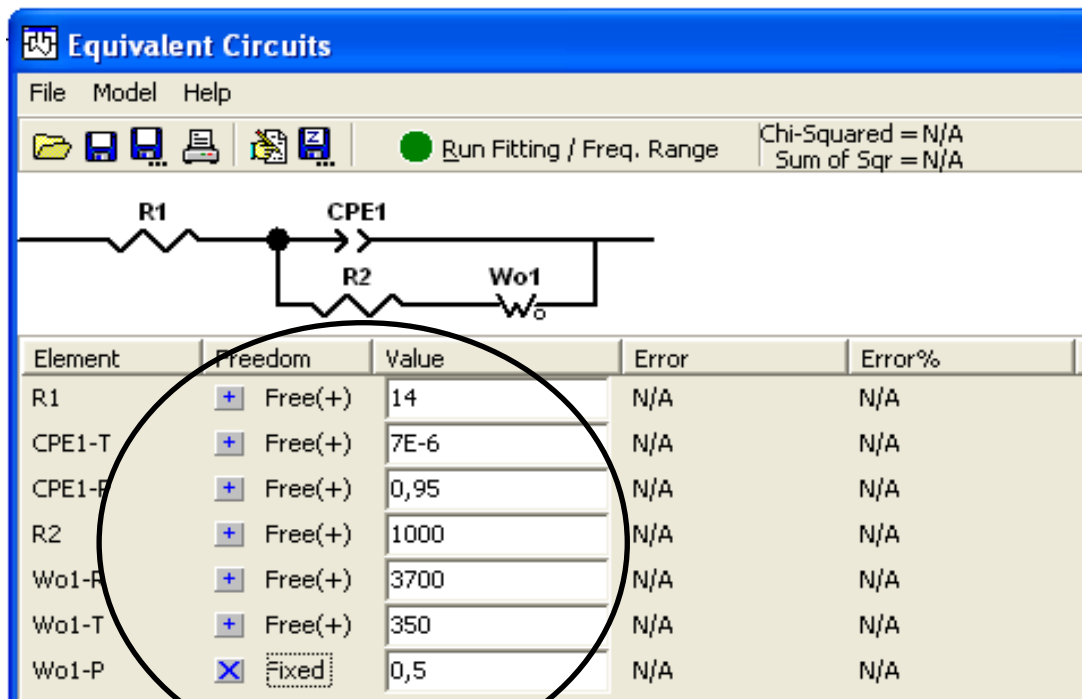 Equivalent Circuits
File Model Help
Run Fitting / Freq. Range
Chi-Squared = N/A
Sum of Sqr = N/A
R1 CPE1
R2 Wo1
Element Freedom Value Error Error%
R1 + Free(+) 14 N/A N/A
CPE1-T + Free(+) 7E-6 N/A N/A
CPE1-P + Free(+) 0,95 N/A N/A
R2 + Free(+) 1000 N/A N/A
Wo1-R + Free(+) 3700 N/A N/A
Wo1-T + Free(+) 350 N/A N/A
Wo1-P X Fixed 0,5 N/A N/A